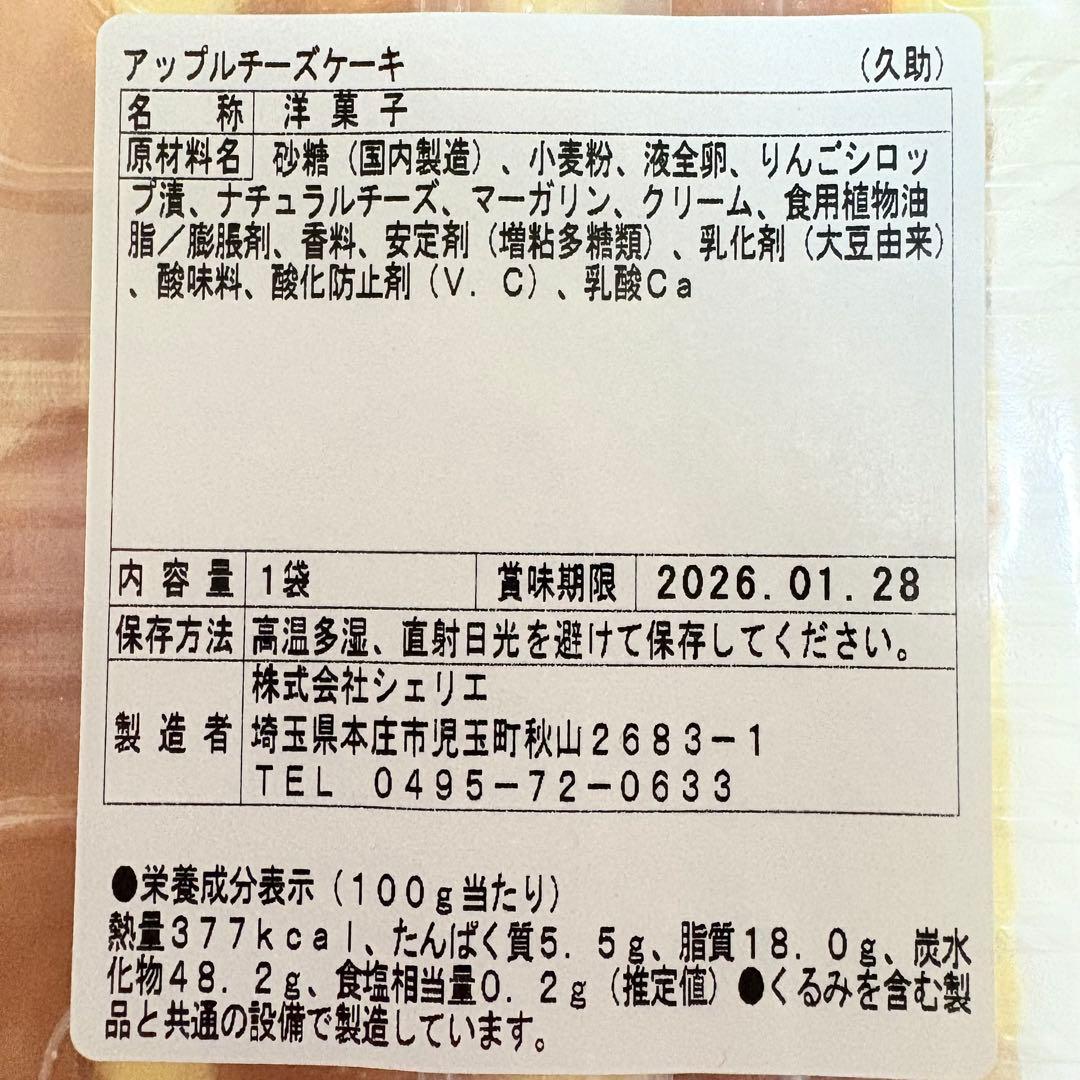 アップルチーズケーキ （久助）
名称 洋菓子
原材料名 砂糖（国内製造）、小麦粉、液全卵、りんごシロッ
プ漬、ナチュラルチーズ、マーガリン、クリーム、食用植物油
脂／膨脹剤、香料、安定剤（増粘多糖類）、乳化剤（大豆由来）
、酸味料、酸化防止剤（Ｖ．Ｃ）、乳酸Ｃａ
内容量 1袋 賞味期限 2026.01.28
保存方法 高温多湿、直射日光を避けて保存してください。
株式会社シェリエ
製造者 埼玉県本庄市児玉町秋山２６８３－１
ＴＥＬ ０４９５－７２－０６３３
●栄養成分表示（１００ｇ当たり）
熱量３７７ｋｃａｌ、たんぱく質５．５ｇ、脂質１８．０ｇ、炭水
化物４８．２ｇ、食塩相当量０．２ｇ（推定値）●くるみを含む製
品と共通の設備で製造しています。